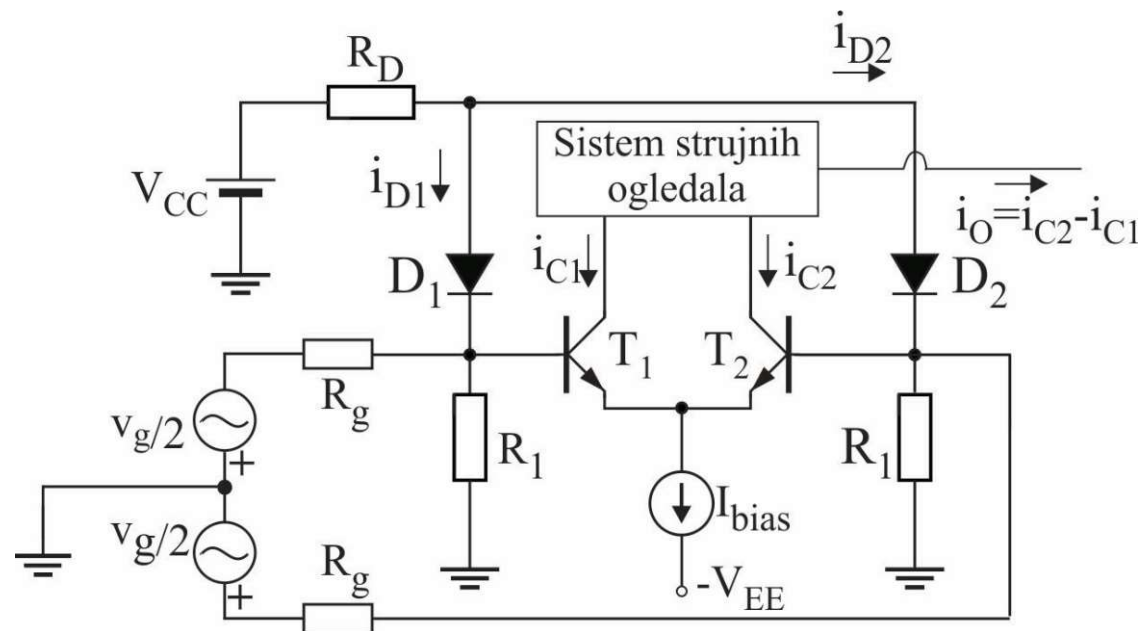 i_D2
R_D
Sistem strujnih
ogledala
V_CC
i_D1
i_O=i_C2-i_C1
i_C1
i_C2
D_1
D_2
T_1
T_2
R_g
v_g/2
+
R_1
R_1
I_bias
v_g/2
+
R_g
-V_EE